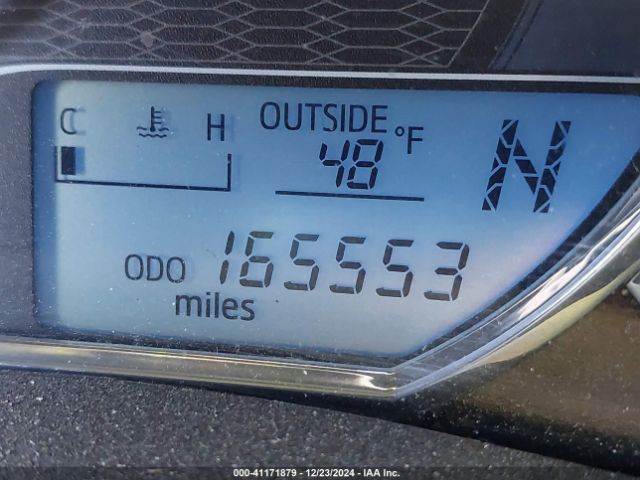 C H OUTSIDE °F
48 N
ODO 165553
miles
000-41171879 - 12/23/2024 - IAA Inc.